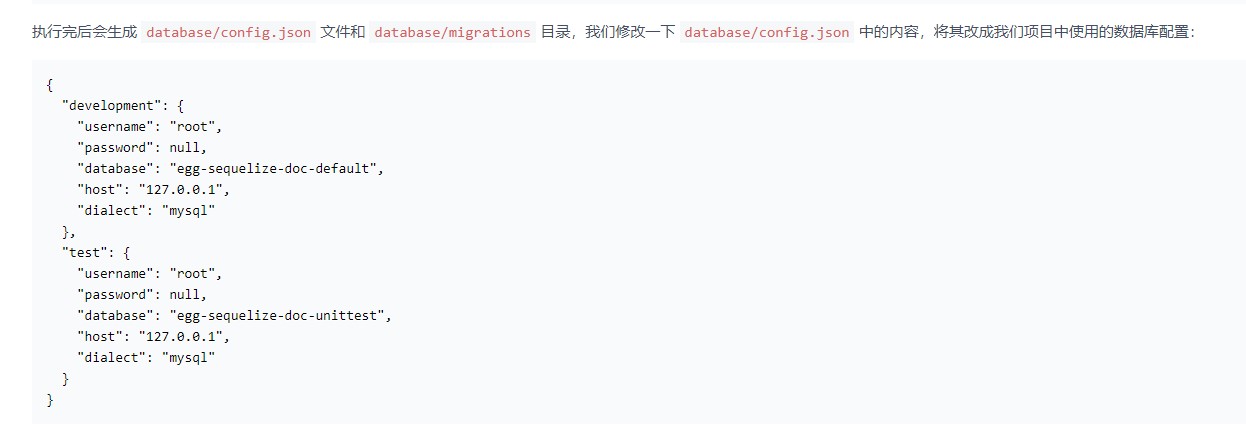 执行完后会生成 database/config.json 文件和 database/migrations 目录，我们修改一下 database/config.json 中的内容，将其改成我们项目中使用的数据库配置：
{
  "development": {
    "username": "root",
    "password": null,
    "database": "egg-sequelize-doc-default",
    "host": "127.0.0.1",
    "dialect": "mysql"
  },
  "test": {
    "username": "root",
    "password": null,
    "database": "egg-sequelize-doc-unittest",
    "host": "127.0.0.1",
    "dialect": "mysql"
  }
}